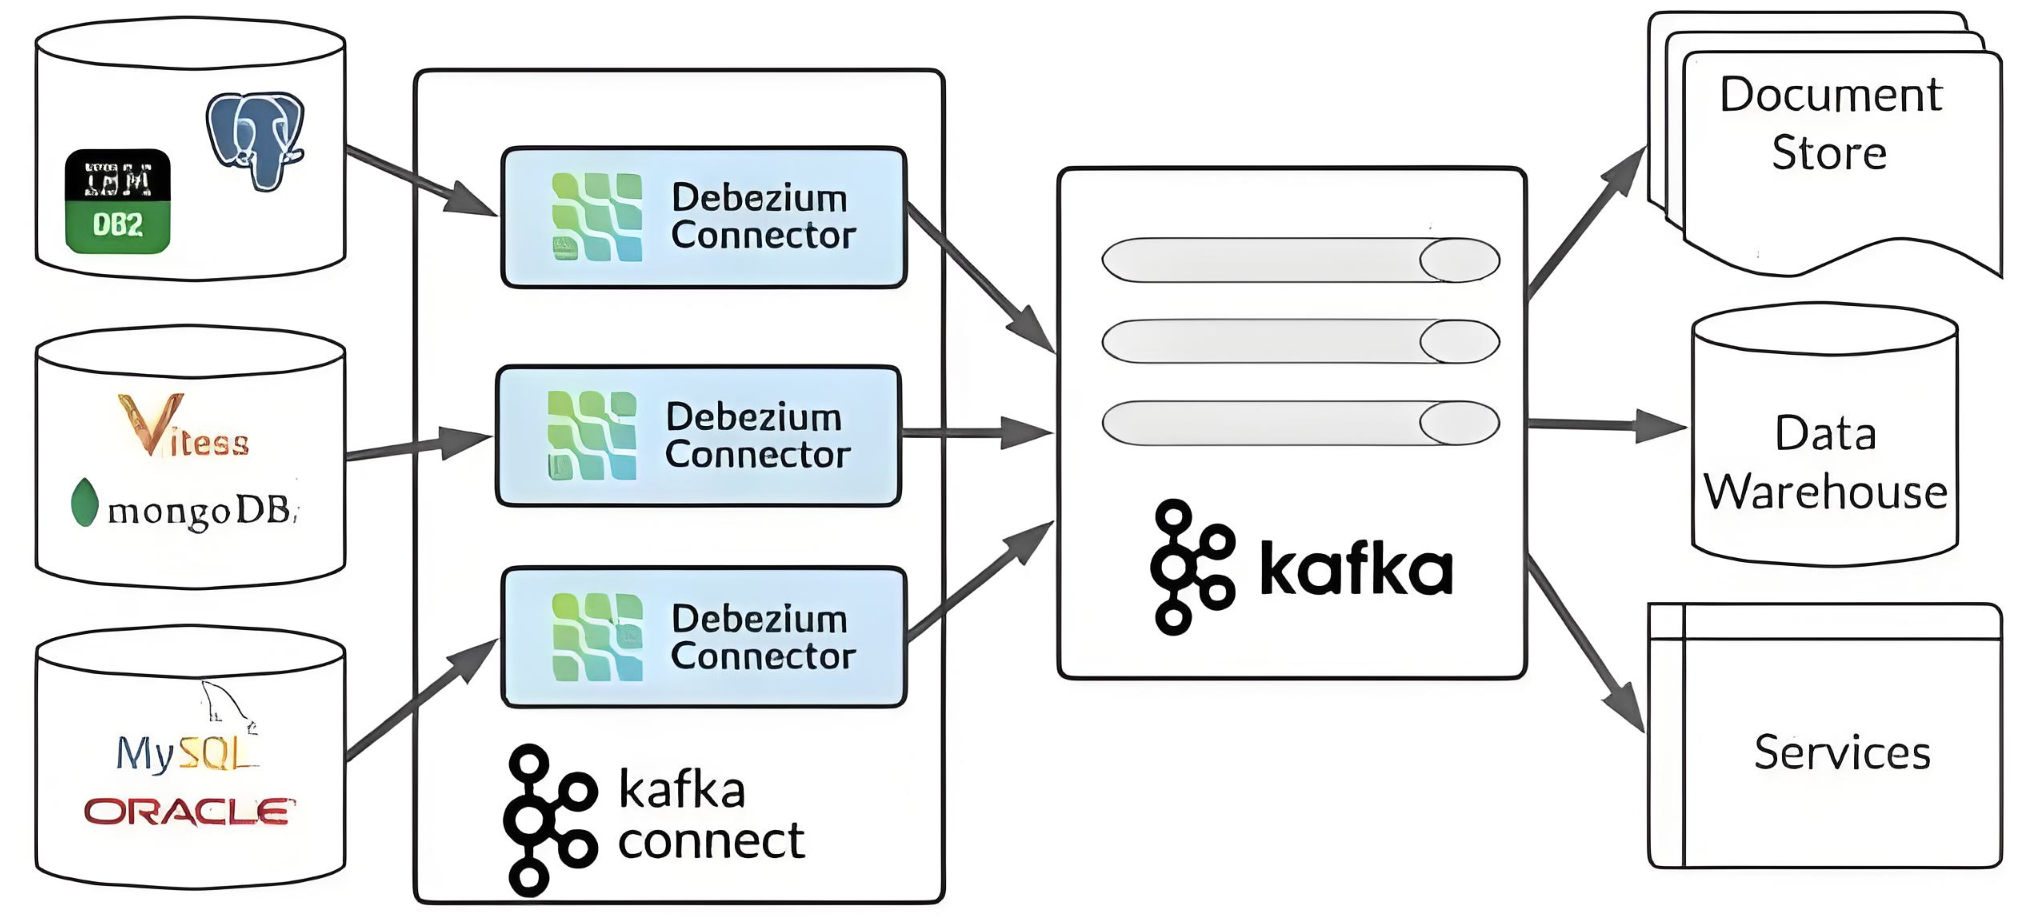 IBM
DB2
Vitess
mongoDB
MySQL
ORACLE
Debezium
Connector
Debezium
Connector
Debezium
Connector
kafka
connect
kafka
Document
Store
Data
Warehouse
Services